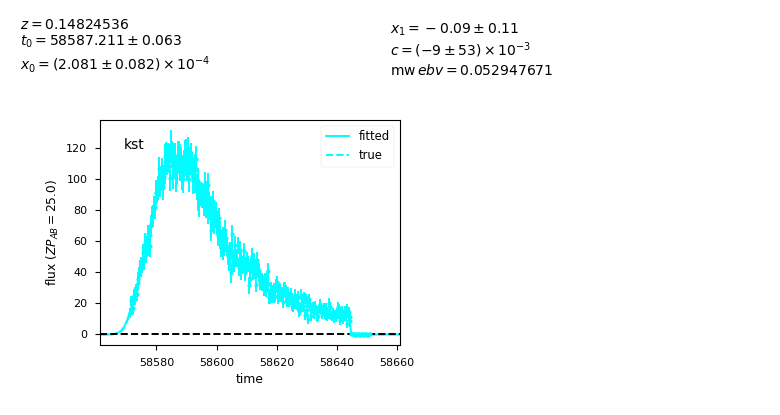 z = 0.14824536
t₀ = 58587.211 ± 0.063
x₀ = (2.081 ± 0.082) × 10⁻⁴
x₁ = −0.09 ± 0.11
c = (−9 ± 53) × 10⁻³
mw ebv = 0.052947671
kst
fitted
true
120
100
80
60
40
20
0
flux (ZP_AB = 25.0)
58580 58600 58620 58640 58660
time